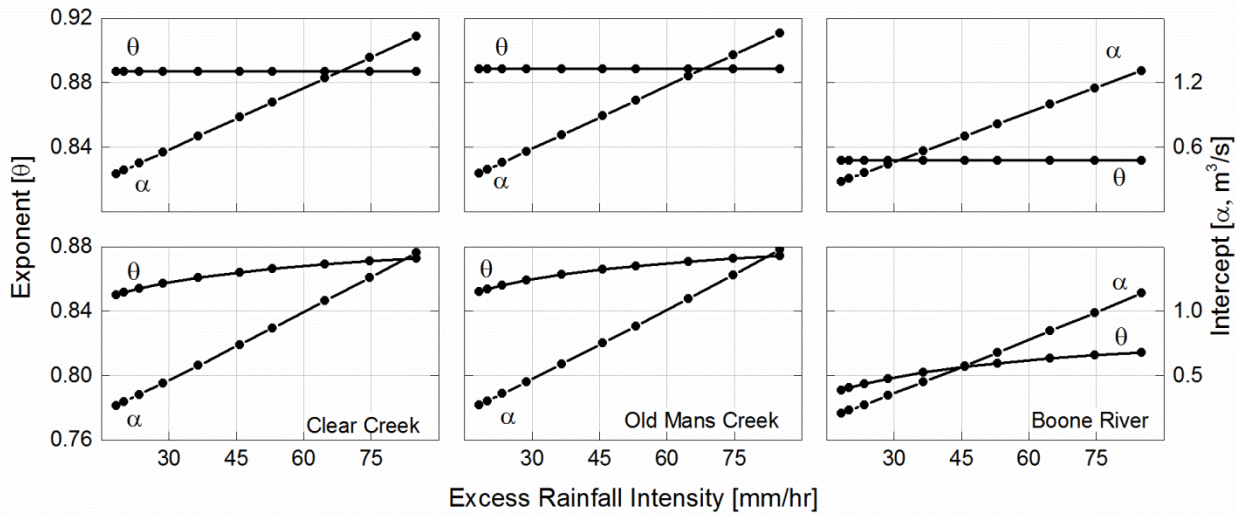 0.92
0.88
0.84
θ
α
θ
α
α
θ
1.2
0.6
Exponent [θ]
Intercept [α, m³/s]
0.88
0.84
0.80
0.76
θ
α
Clear Creek
θ
α
Old Mans Creek
α
θ
Boone River
1.0
0.5
30 45 60 75 30 45 60 75 30 45 60 75
Excess Rainfall Intensity [mm/hr]